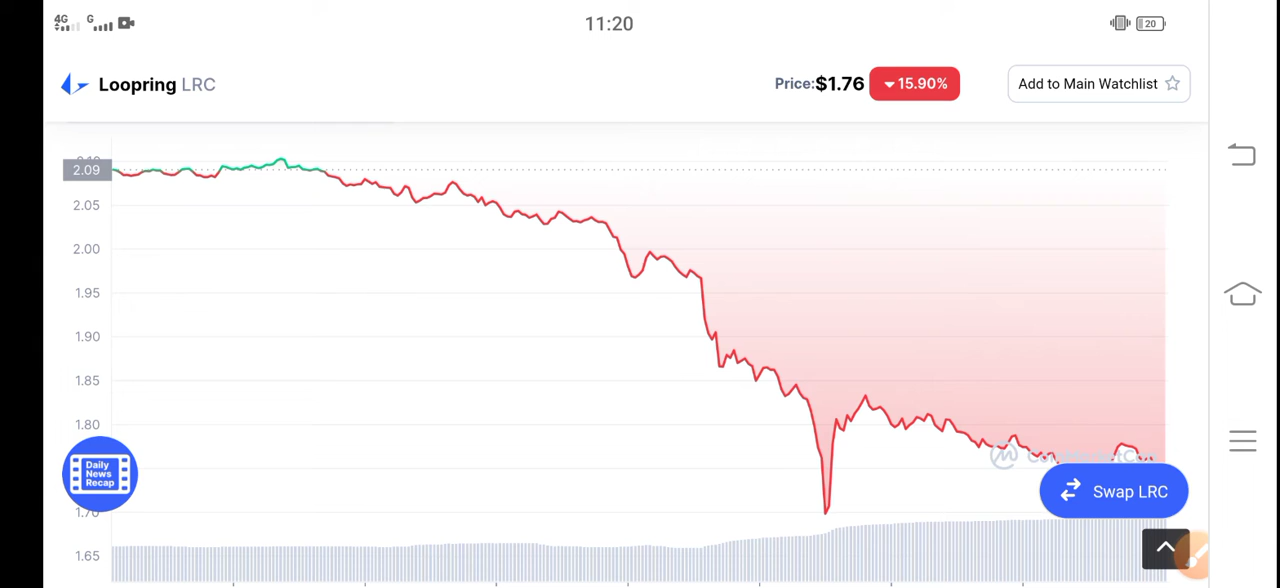 4G G 11:20 20
Loopring LRC Price:$1.76 15.90% Add to Main Watchlist
2.09
2.05
2.00
1.95
1.90
1.85
1.80
Daily
News
Recap
Swap LRC
1.70
1.65